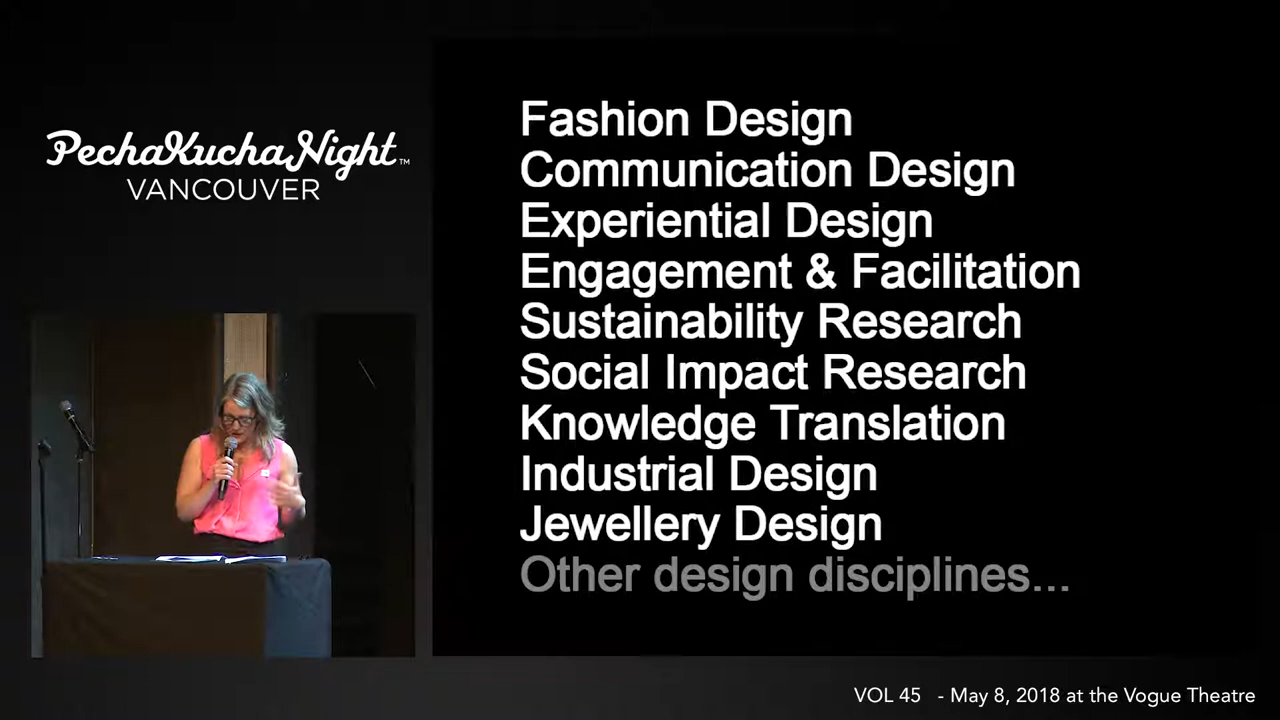 PechaKuchaNight™
VANCOUVER
Fashion Design
Communication Design
Experiential Design
Engagement & Facilitation
Sustainability Research
Social Impact Research
Knowledge Translation
Industrial Design
Jewellery Design
Other design disciplines...
VOL 45 - May 8, 2018 at the Vogue Theatre